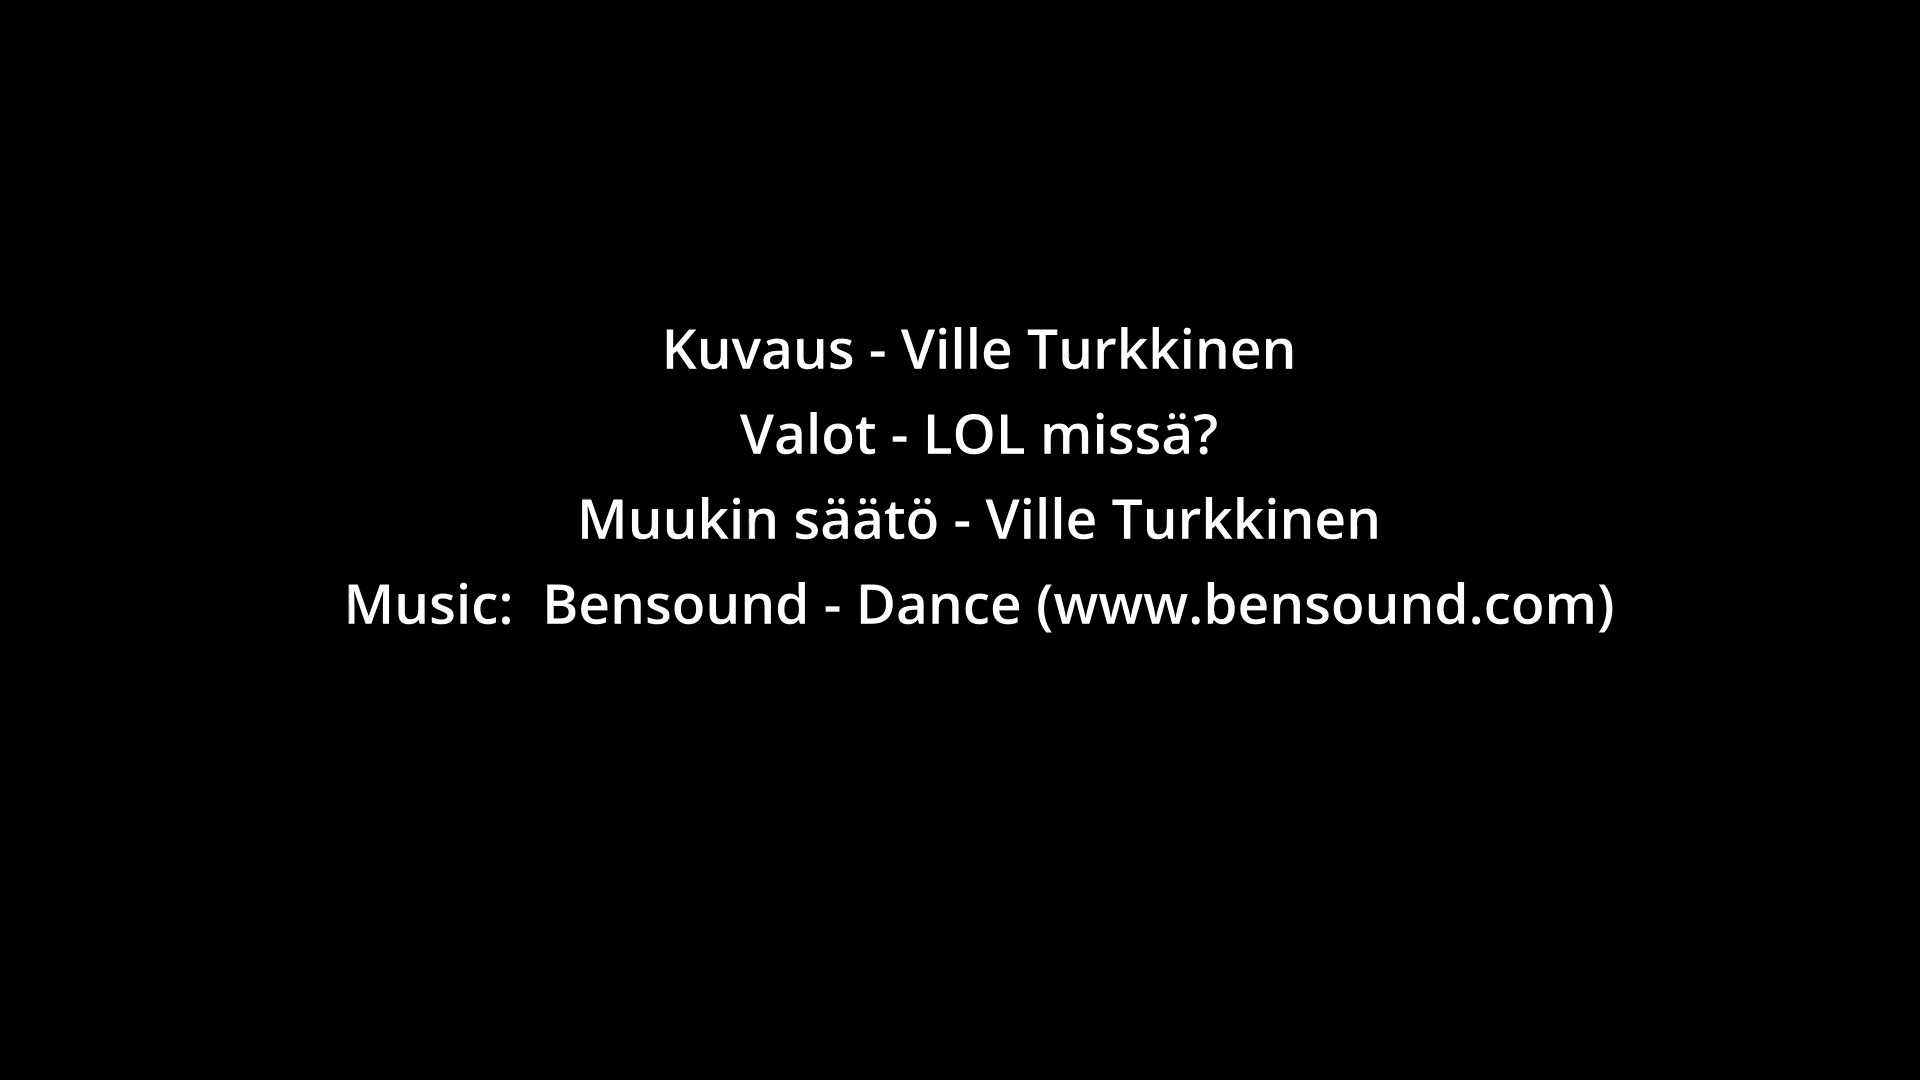 Kuvaus - Ville Turkkinen
Valot - LOL missä?
Muukin säätö - Ville Turkkinen
Music:  Bensound - Dance (www.bensound.com)